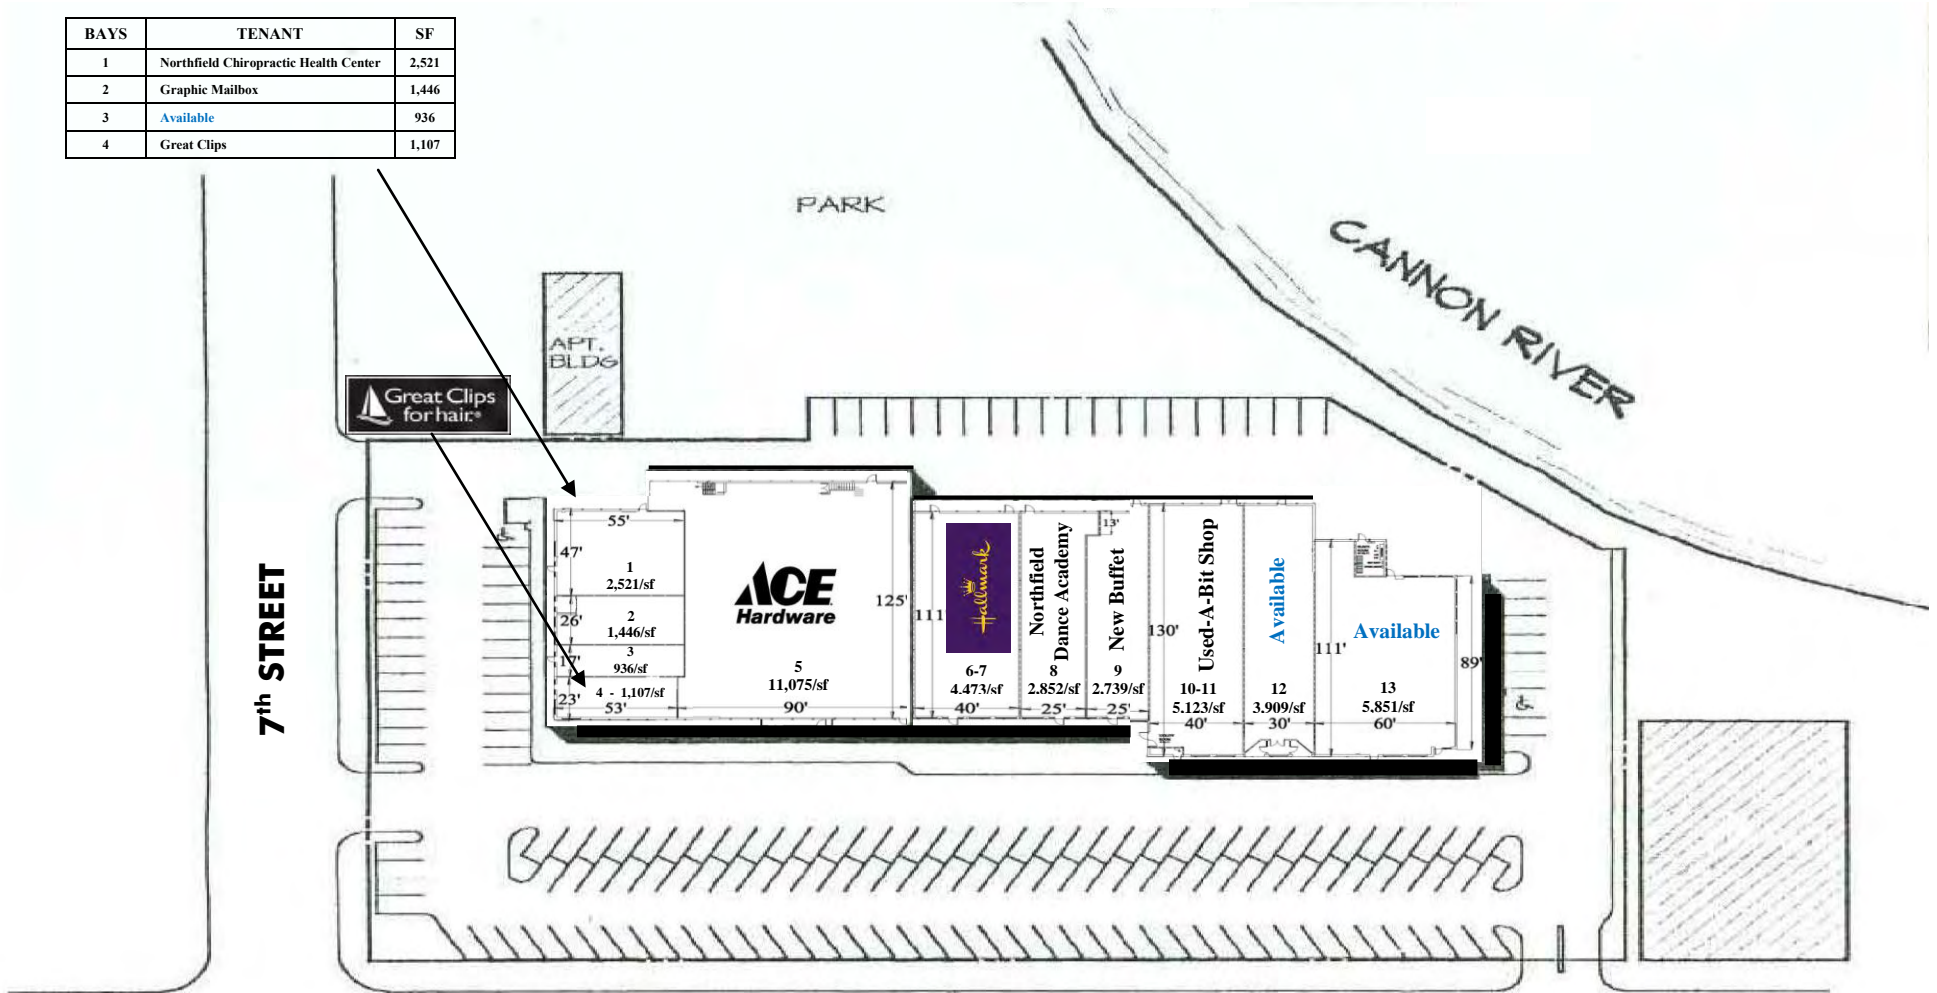 BAYS TENANT SF
1 Northfield Chiropractic Health Center 2,521
2 Graphic Mailbox 1,446
3 Available 936
4 Great Clips 1,107
PARK
CANNON RIVER
APT.
BLDG
Great Clips
for hair.®
7th STREET
55'
47'
1
2,521/sf
26'
2
1,446/sf
17'
3
936/sf
23'
4 - 1,107/sf
53'
ACE
Hardware
125'
5
11,075/sf
90'
111'
Hallmark
6-7
4.473/sf
40'
Northfield
Dance Academy
8
2.852/sf
25'
13'
New Buffet
9
2.739/sf
25'
130'
Used-A-Bit Shop
10-11
5.123/sf
40'
Available
12
3.909/sf
30'
111'
Available
13
5.851/sf
60'
89'